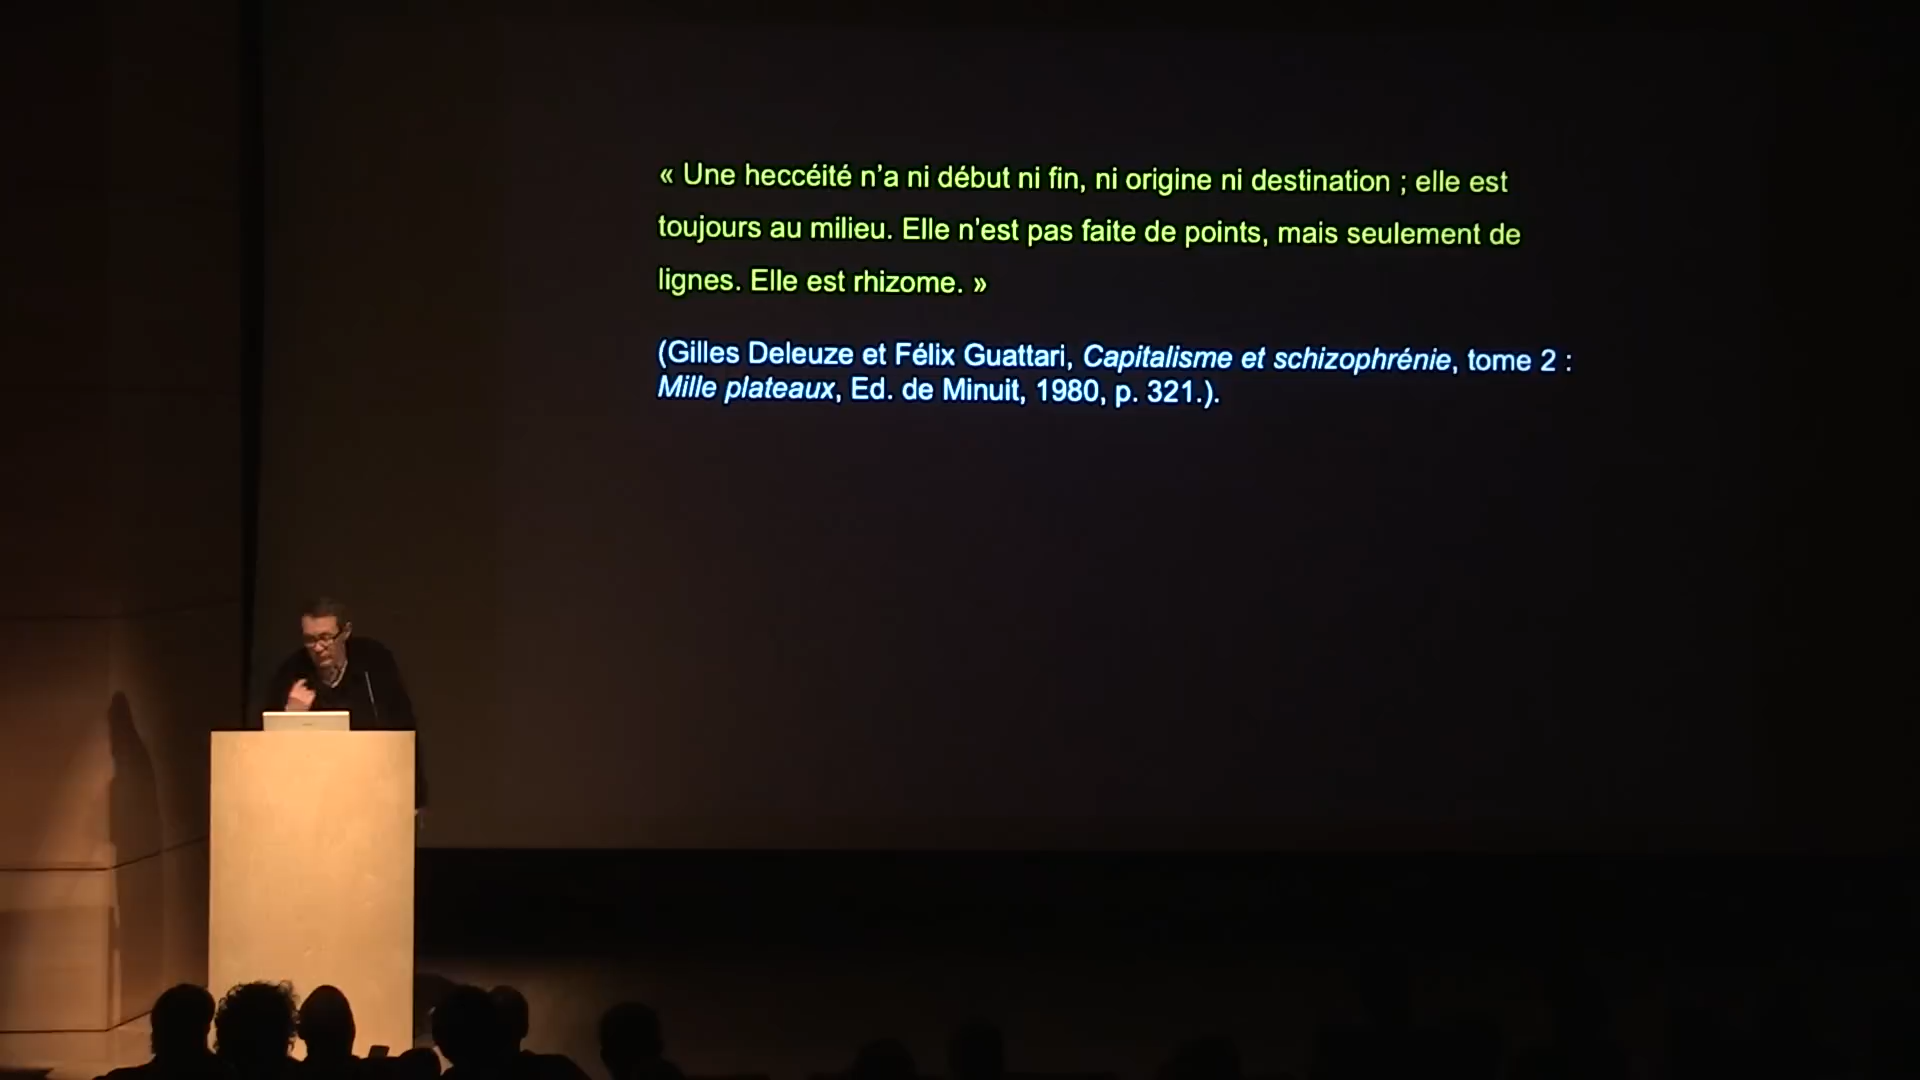 « Une heccéité n’a ni début ni fin, ni origine ni destination ; elle est
toujours au milieu. Elle n’est pas faite de points, mais seulement de
lignes. Elle est rhizome. »
(Gilles Deleuze et Félix Guattari, Capitalisme et schizophrénie, tome 2 :
Mille plateaux, Ed. de Minuit, 1980, p. 321.).